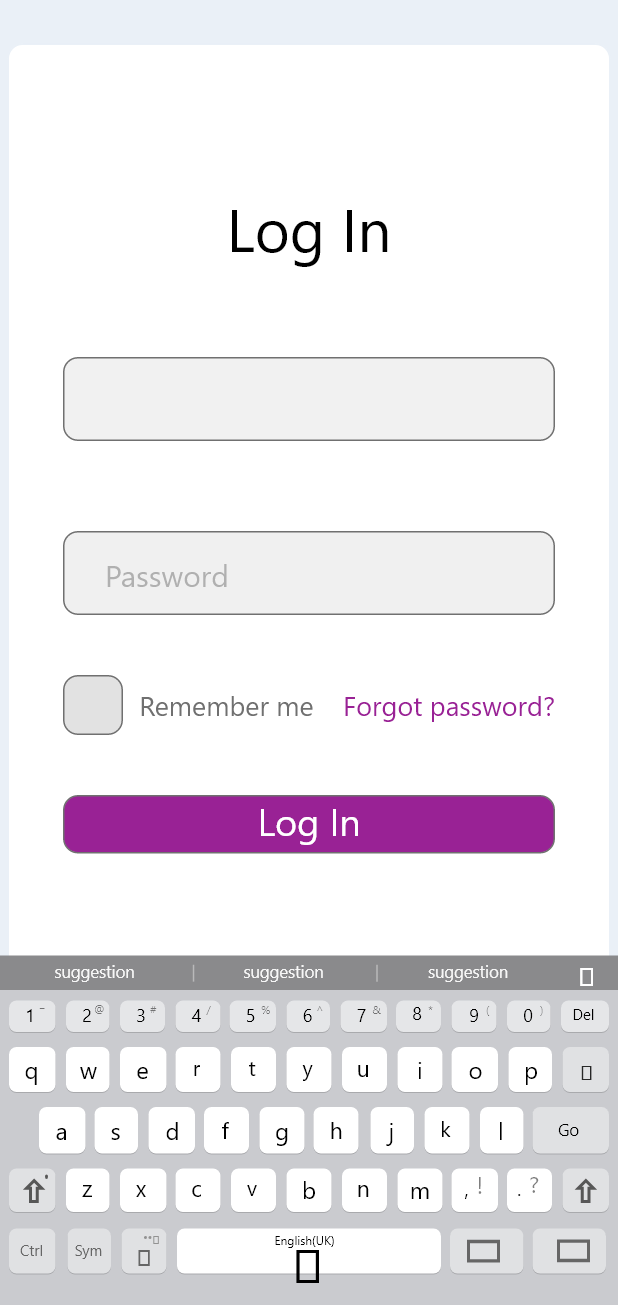 Log In
Password
Remember me Forgot password?
Log In
suggestion | suggestion | suggestion
1 ~ 2 @ 3 # 4 / 5 % 6 ^ 7 & 8 * 9 ( 0 ) Del
q w e r t y u i o p
a s d f g h j k l Go
z x c v b n m , ! . ?
Ctrl Sym English(UK)